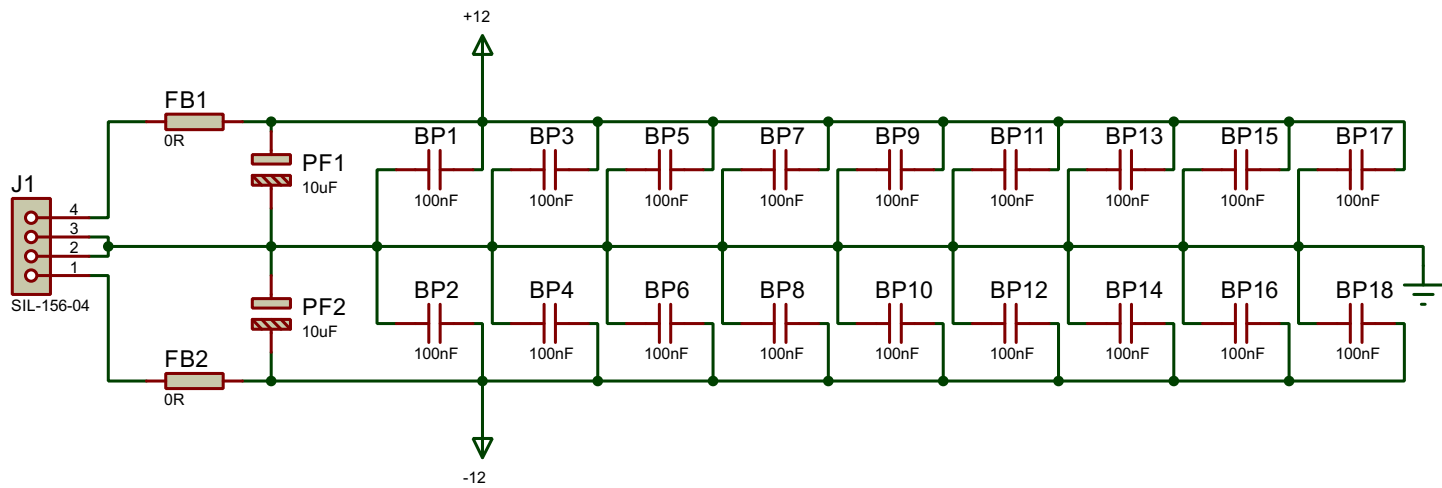 +12
FB1
0R
BP1
BP3
BP5
BP7
BP9
BP11
BP13
BP15
BP17
PF1
10uF
100nF
100nF
100nF
100nF
100nF
100nF
100nF
100nF
100nF
J1
4
3
2
1
SIL-156-04
BP2
BP4
BP6
BP8
BP10
BP12
BP14
BP16
BP18
PF2
10uF
100nF
100nF
100nF
100nF
100nF
100nF
100nF
100nF
100nF
FB2
0R
-12